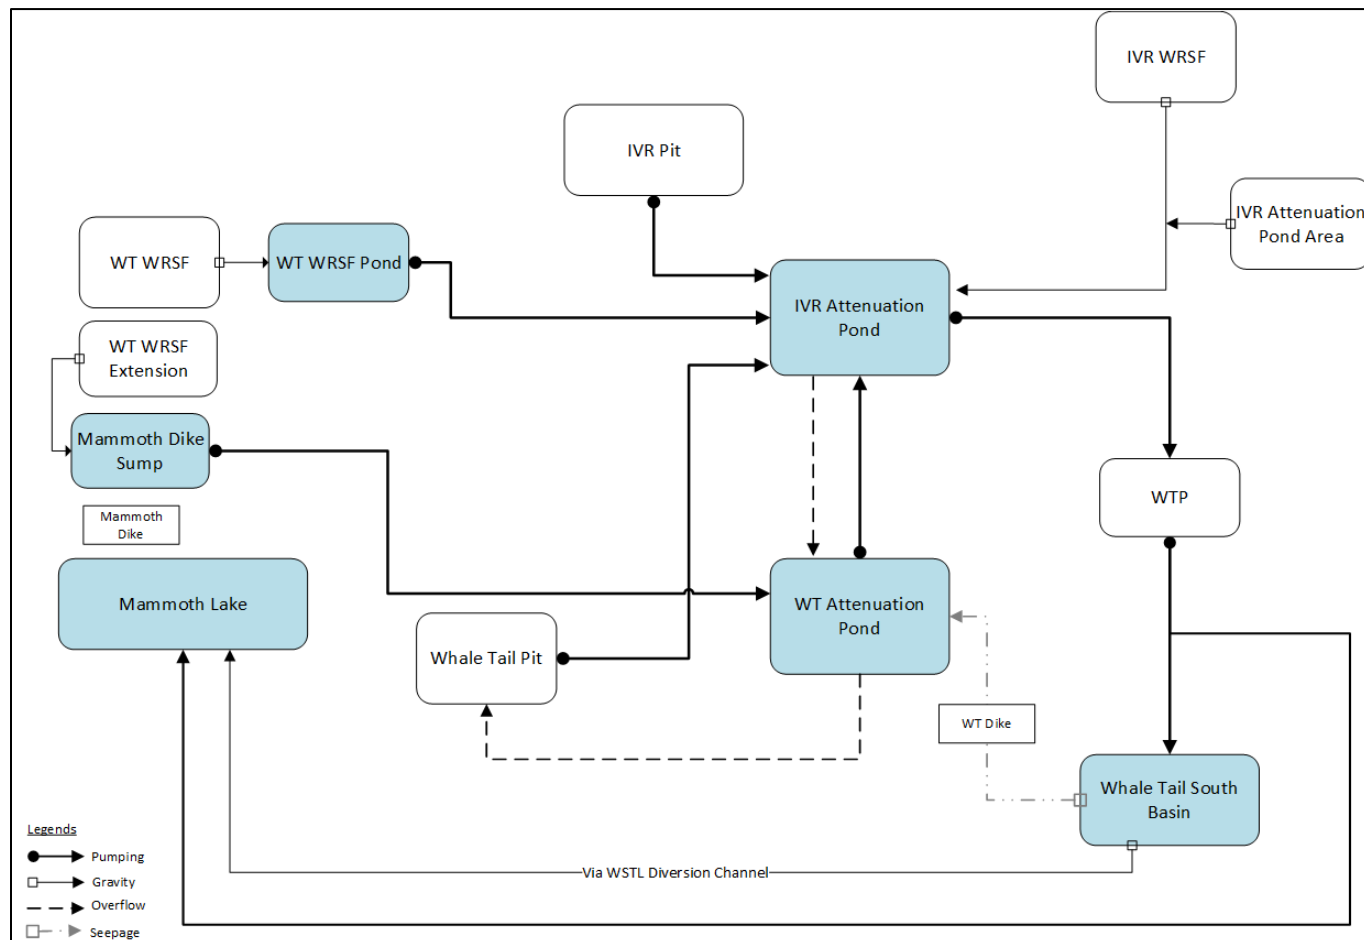 IVR WRSF
IVR Pit
IVR Attenuation
Pond Area
WT WRSF
WT WRSF Pond
IVR Attenuation
Pond
WT WRSF
Extension
Mammoth Dike
Sump
WTP
Mammoth
Dike
Mammoth Lake
WT Attenuation
Pond
Whale Tail Pit
WT Dike
Whale Tail South
Basin
Legends
Pumping
Gravity
Overflow
Seepage
Via WSTL Diversion Channel